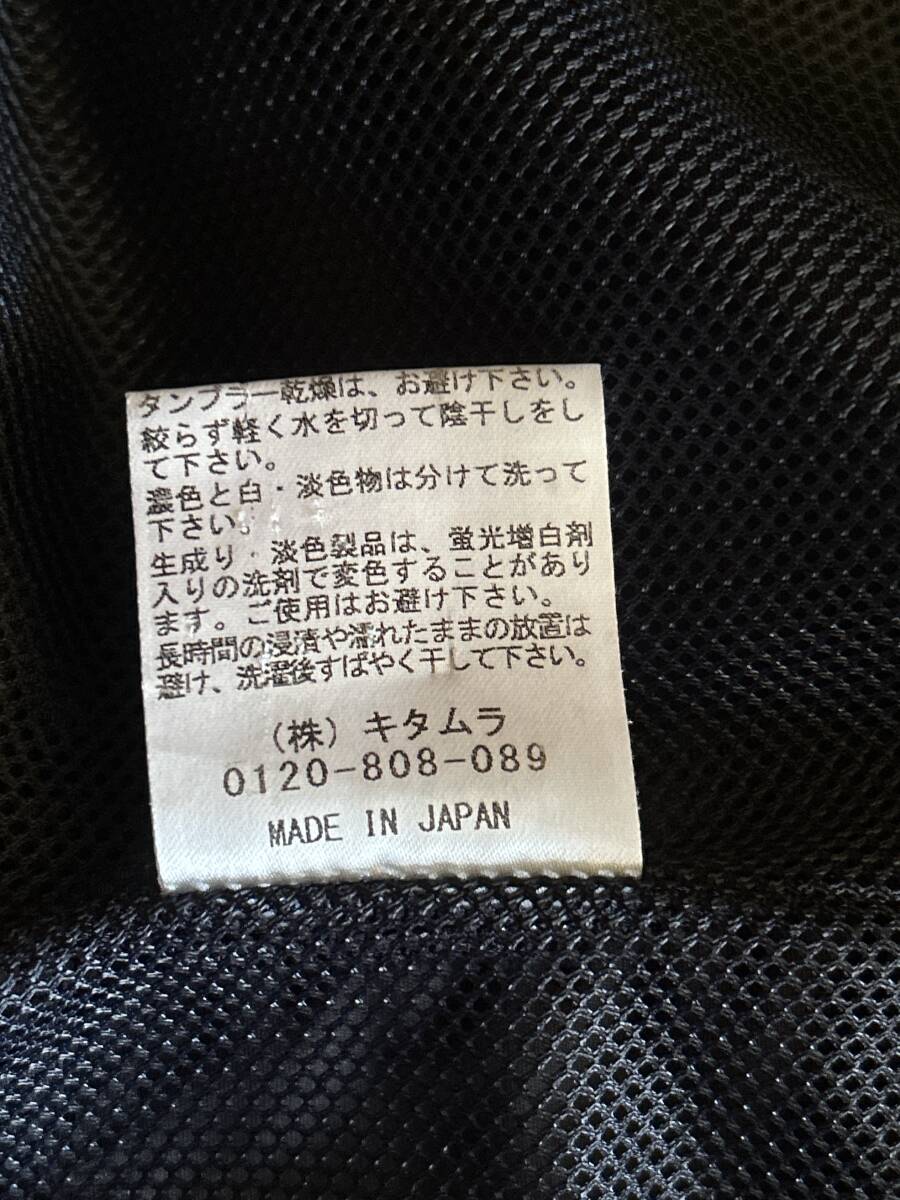 タンブラー乾燥は、お避け下さい。
絞らず軽く水を切って陰干しをし
て下さい。
濃色と白・淡色物は分けて洗って
下さい。
生成り・淡色製品は、蛍光増白剤
入りの洗剤で変色することがあり
ます。ご使用はお避け下さい。
長時間の浸漬や濡れたままの放置は
避け、洗濯後すばやく干して下さい。
（株）キタムラ
0120-808-089
MADE IN JAPAN